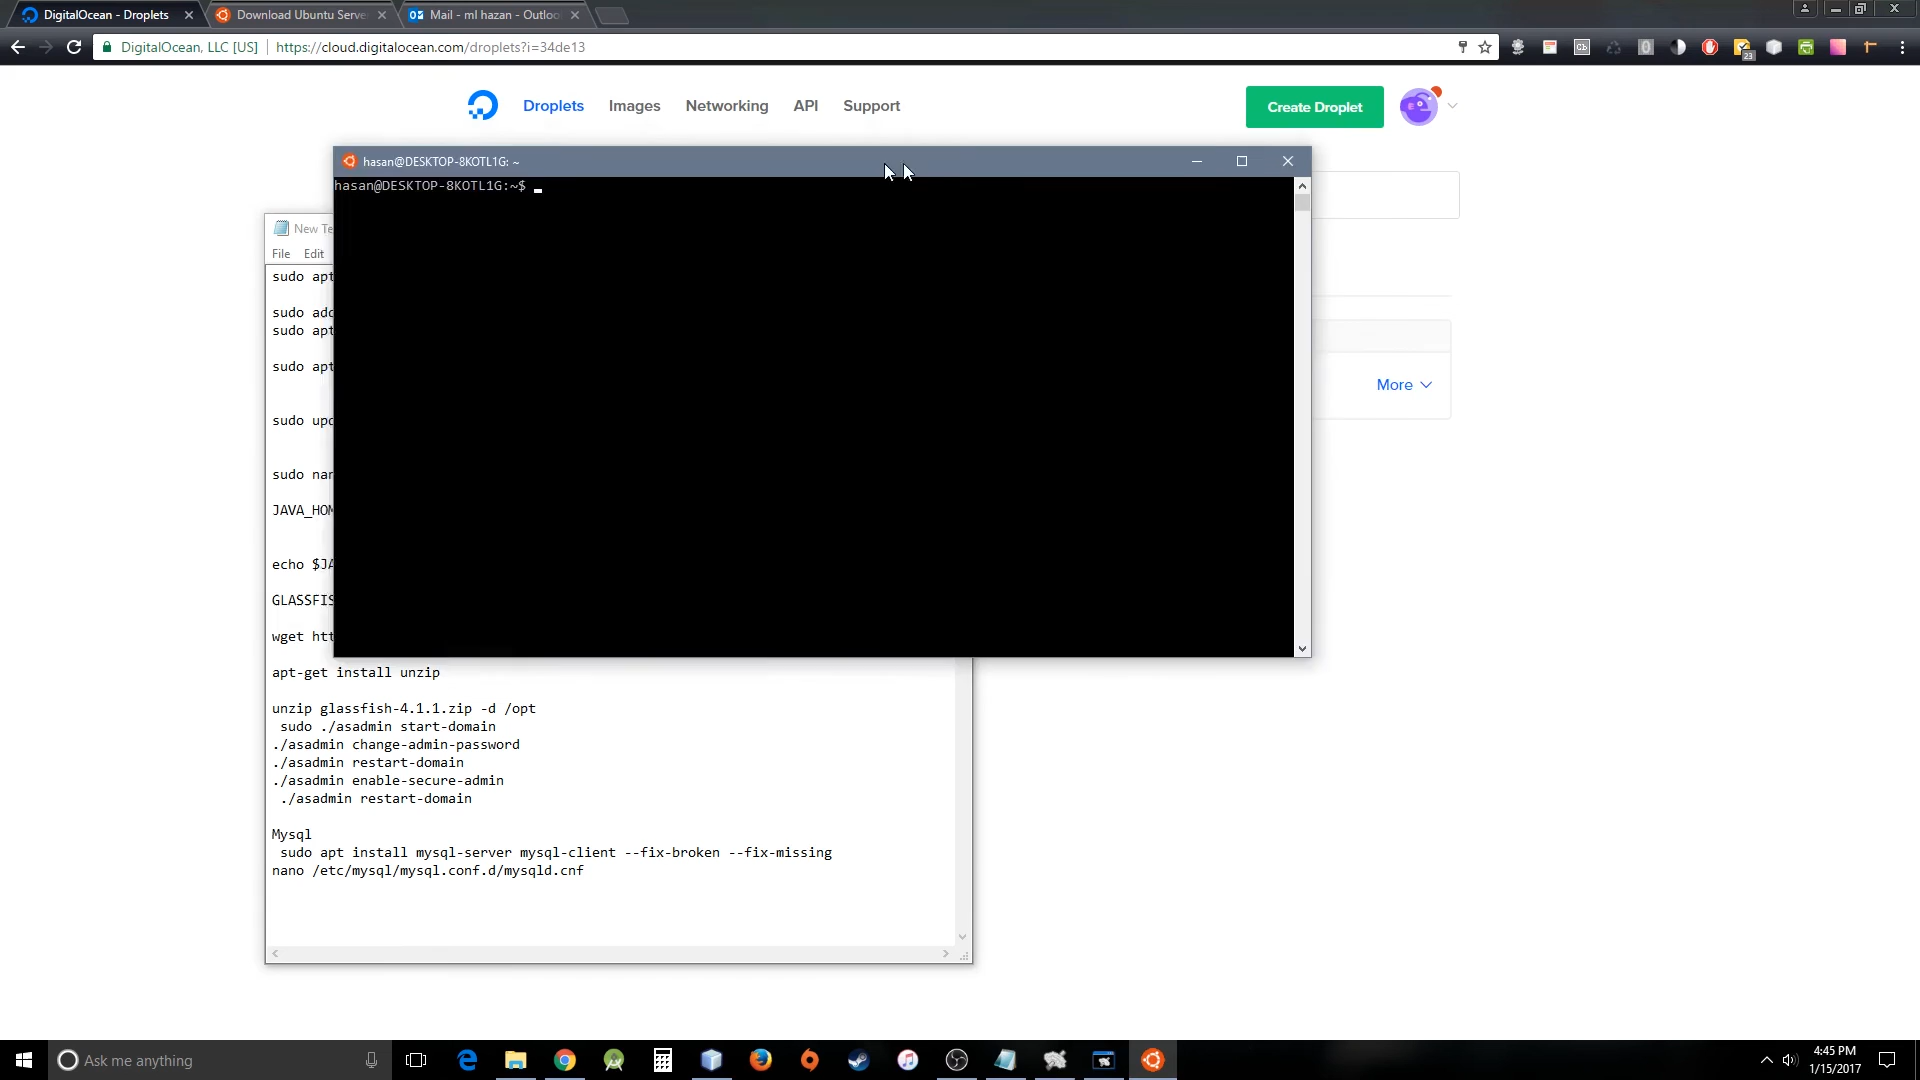 DigitalOcean - Droplets
Download Ubuntu Serve
Mail - ml hazan - Outloo
DigitalOcean, LLC [US] https://cloud.digitalocean.com/droplets?i=34de13
23
Droplets Images Networking API Support
Create Droplet
hasan@DESKTOP-8KOTL1G: ~
hasan@DESKTOP-8KOTL1G:~$
New Te
File Edit
sudo apt
sudo add
sudo apt
sudo apt
sudo upd
sudo nan
JAVA_HOM
echo $JA
GLASSFIS
wget htt
apt-get install unzip
unzip glassfish-4.1.1.zip -d /opt
sudo ./asadmin start-domain
./asadmin change-admin-password
./asadmin restart-domain
./asadmin enable-secure-admin
./asadmin restart-domain
Mysql
sudo apt install mysql-server mysql-client --fix-broken --fix-missing
nano /etc/mysql/mysql.conf.d/mysqld.cnf
More
Ask me anything
4:45 PM
1/15/2017